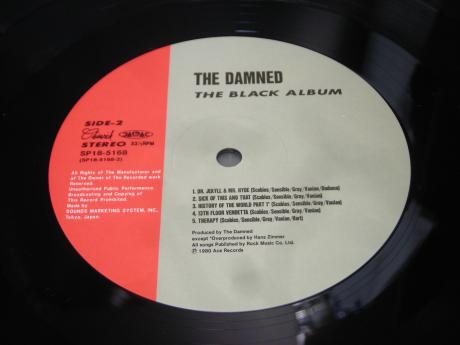 THE DAMNED
THE BLACK ALBUM
SIDE-2
STEREO 33⅓RPM
SP18-5168
(SP18-5168-2)
All Rights of The Manufacturer and
of The Owner of The Recorded work
Reserved.
Unauthorised Public Performance
Broadcasting and Copying of
This Record Prohibited.
Made by
SOUNDS MARKETING SYSTEM, INC.
Tokyo, Japan.
1. DR. JEKYLL & MR. HYDE (Scabies/Sensible/Gray/Vanian/Dadomo)
2. SICK OF THIS AND THAT (Scabies/Sensible/Gray/Vanian)
3. HISTORY OF THE WORLD PART 1* (Scabies/Sensible/Gray/Vanian)
4. 13TH FLOOR VENDETTA (Scabies/Sensible/Gray/Vanian)
5. THERAPY (Scabies/Sensible/Gray/Vanian/Hart)
Produced by The Damned
except *Overproduced by Hans Zimmer
All songs Published by Rock Music Co. Ltd.
Ⓟ 1980 Ace Records